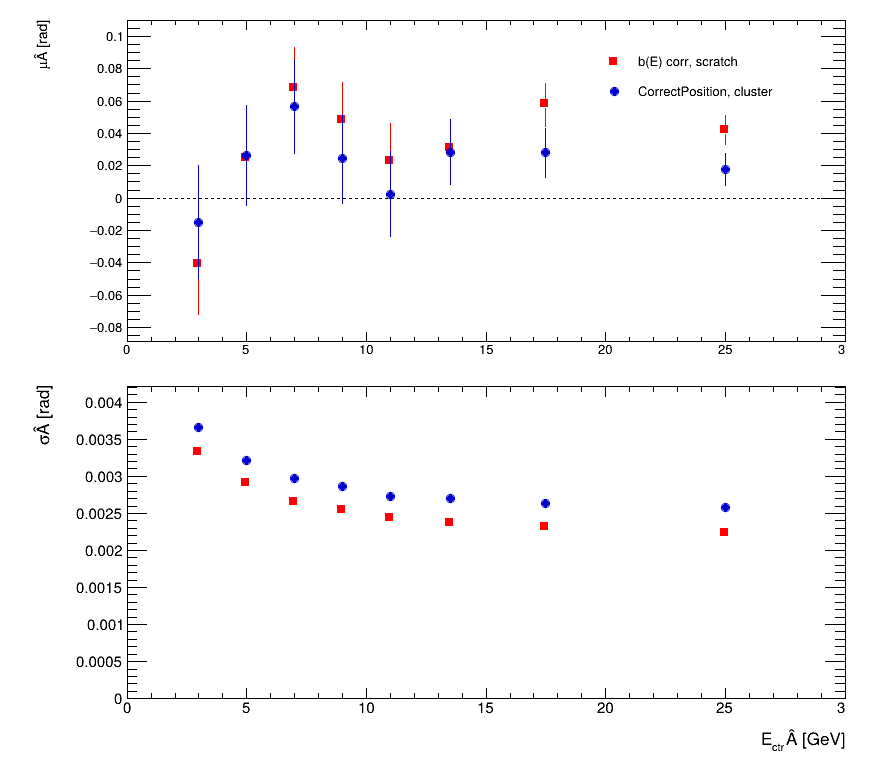 μÂ [rad]
0.1
0.08
0.06
0.04
0.02
0
−0.02
−0.04
−0.06
−0.08
b(E) corr, scratch
CorrectPosition, cluster
0 5 10 15 20 25 3
σÂ [rad]
0.004
0.0035
0.003
0.0025
0.002
0.0015
0.001
0.0005
0
0 5 10 15 20 25 3
E_ctr Â [GeV]